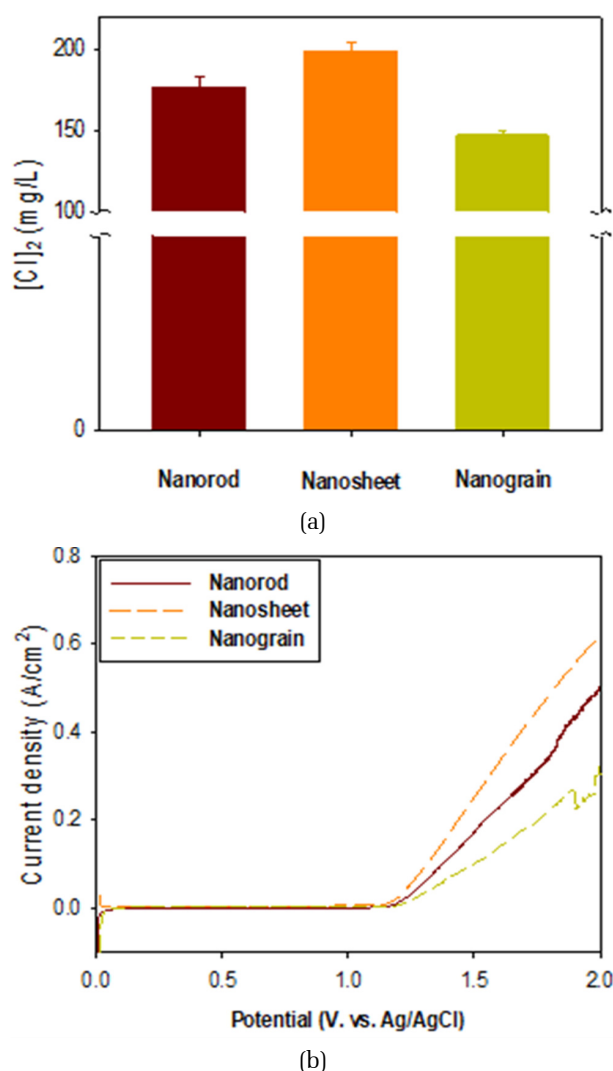 [Cl]₂ (mg/L)
200
150
100
0
Nanorod Nanosheet Nanograin
(a)
Current density (A/cm²)
0.8
0.6
0.4
0.2
0.0
Nanorod
Nanosheet
Nanograin
0.0 0.5 1.0 1.5 2.0
Potential (V. vs. Ag/AgCl)
(b)